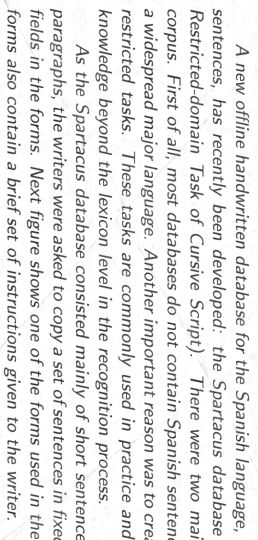 A new offline handwritten database for the Spanish language,
sentences, has recently been developed: the Spartacus database
Restricted-domain Task of Cursive Script). There were two mai
corpus. First of all, most databases do not contain Spanish senten
a widespread major language. Another important reason was to crea
restricted tasks. These tasks are commonly used in practice and
knowledge beyond the lexicon level in the recognition process.
As the Spartacus database consisted mainly of short sentence
paragraphs, the writers were asked to copy a set of sentences in fixed
fields in the forms. Next figure shows one of the forms used in the
forms also contain a brief set of instructions given to the writer.